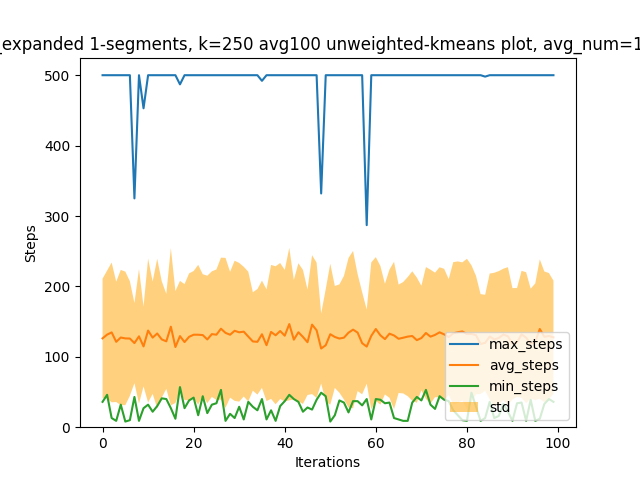 _expanded 1-segments, k=250 avg100 unweighted-kmeans plot, avg_num=1
500
400
300
200
100
0
Steps
max_steps
avg_steps
min_steps
std
0 20 40 60 80 100
Iterations